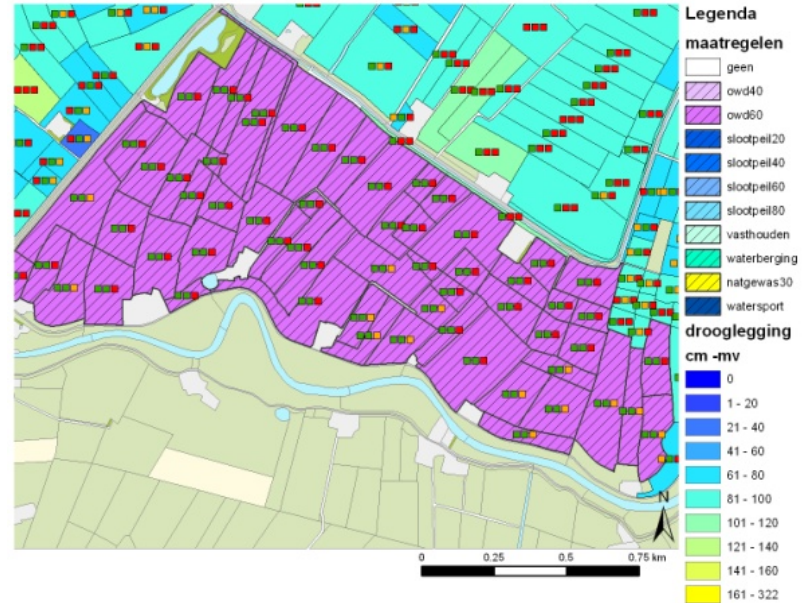 Legenda
maatregelen
geen
owd40
owd60
slootpeil20
slootpeil40
slootpeil60
slootpeil80
vasthouden
waterberging
natgewas30
watersport
drooglegging
cm -mv
0
1 - 20
21 - 40
41 - 60
61 - 80
81 - 100
101 - 120
121 - 140
141 - 160
161 - 322
N
0 0.25 0.5 0.75 km